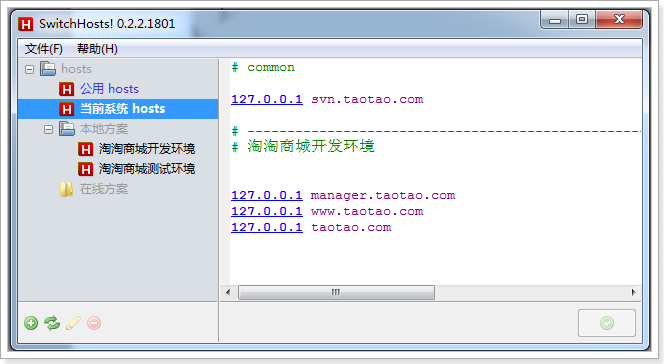 SwitchHosts! 0.2.2.1801
文件(F) 帮助(H)
hosts
公用 hosts
当前系统 hosts
本地方案
淘淘商城开发环境
淘淘商城测试环境
在线方案
# common
127.0.0.1 svn.taotao.com
# --------------------------------------------------
# 淘淘商城开发环境
127.0.0.1 manager.taotao.com
127.0.0.1 www.taotao.com
127.0.0.1 taotao.com